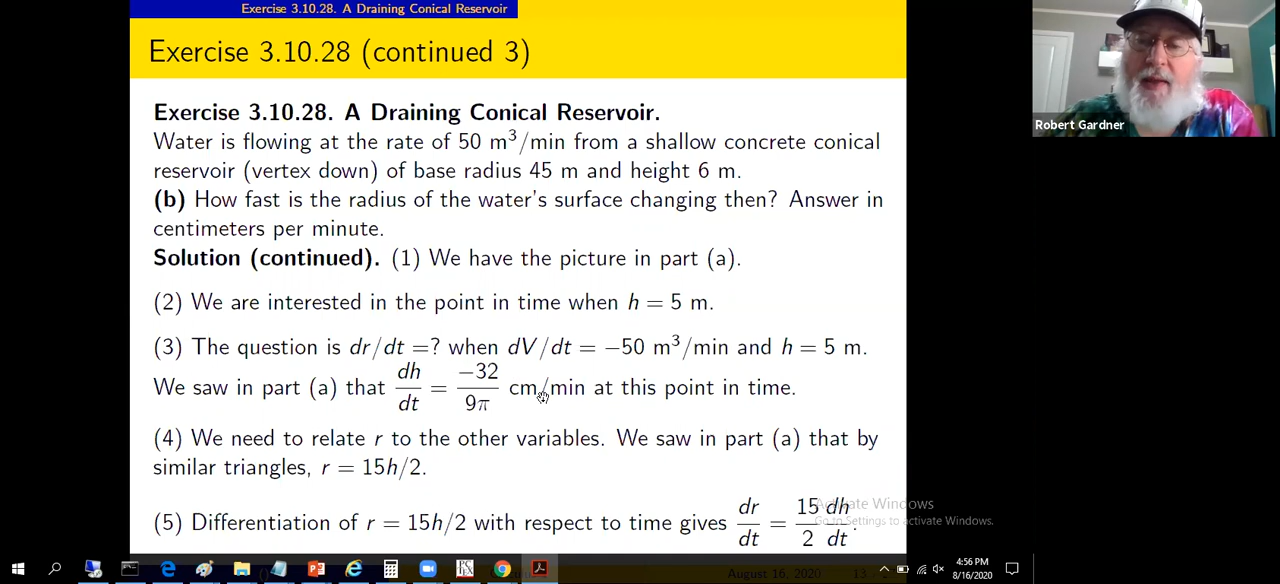 Exercise 3.10.28. A Draining Conical Reservoir
Exercise 3.10.28 (continued 3)
Exercise 3.10.28. A Draining Conical Reservoir.
Water is flowing at the rate of 50 m³/min from a shallow concrete conical
reservoir (vertex down) of base radius 45 m and height 6 m.
(b) How fast is the radius of the water's surface changing then? Answer in
centimeters per minute.
Solution (continued). (1) We have the picture in part (a).
(2) We are interested in the point in time when h = 5 m.
(3) The question is dr/dt =? when dV/dt = −50 m³/min and h = 5 m.
We saw in part (a) that dh/dt = −32/9π cm/min at this point in time.
(4) We need to relate r to the other variables. We saw in part (a) that by
similar triangles, r = 15h/2.
(5) Differentiation of r = 15h/2 with respect to time gives dr/dt = 15/2 dh/dt.
Robert Gardner
Activate Windows
Go to Settings to activate Windows.
August 16, 2020
4:56 PM
8/16/2020